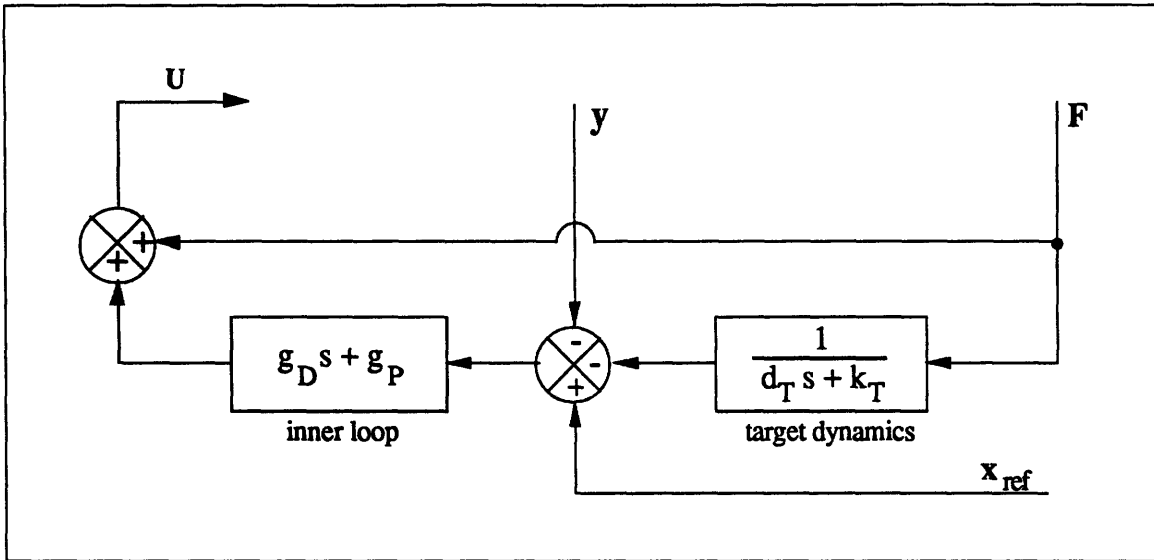 U
y
F
+
+
-
-
+
g_D s + g_P
1
d_T s + k_T
inner loop
target dynamics
x_ref